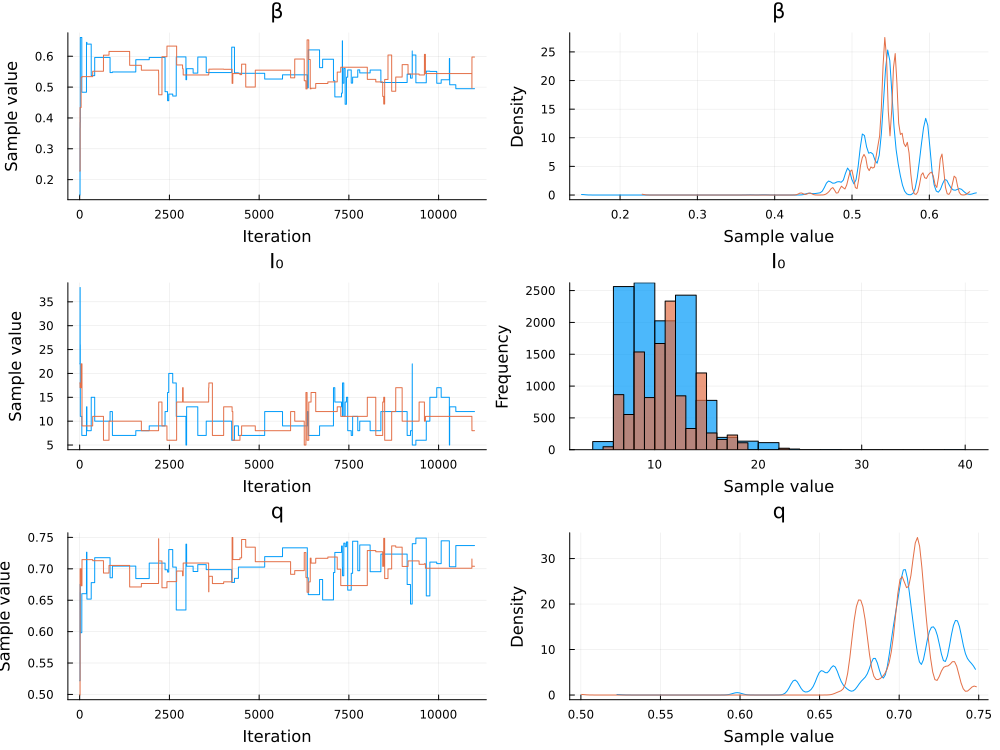 β
Sample value
0.6
0.5
0.4
0.3
0.2
0 2500 5000 7500 10000
Iteration
β
Density
25
20
15
10
5
0
0.2 0.3 0.4 0.5 0.6
Sample value
I₀
Sample value
35
30
25
20
15
10
5
0 2500 5000 7500 10000
Iteration
I₀
Frequency
2500
2000
1500
1000
500
0
10 20 30 40
Sample value
q
Sample value
0.75
0.70
0.65
0.60
0.55
0.50
0 2500 5000 7500 10000
Iteration
q
Density
30
20
10
0
0.50 0.55 0.60 0.65 0.70 0.75
Sample value